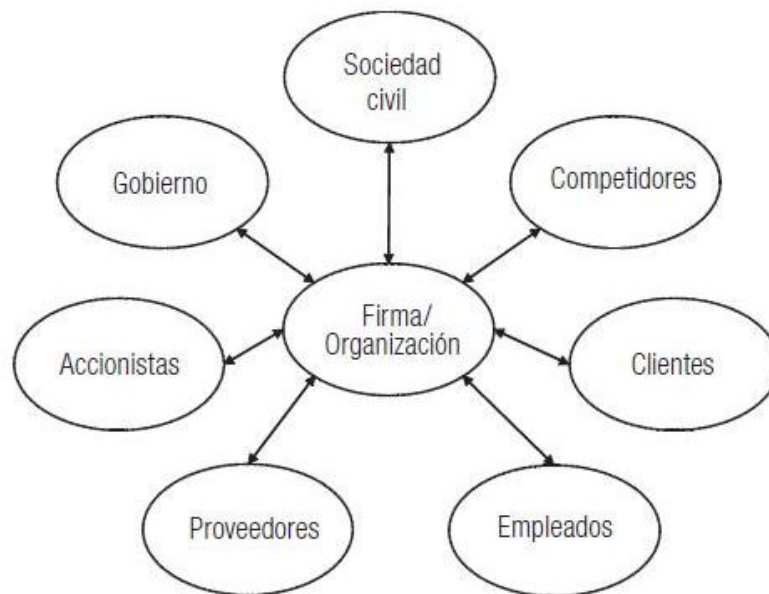 Sociedad
civil
Gobierno
Competidores
Firma/
Organización
Accionistas
Clientes
Proveedores
Empleados